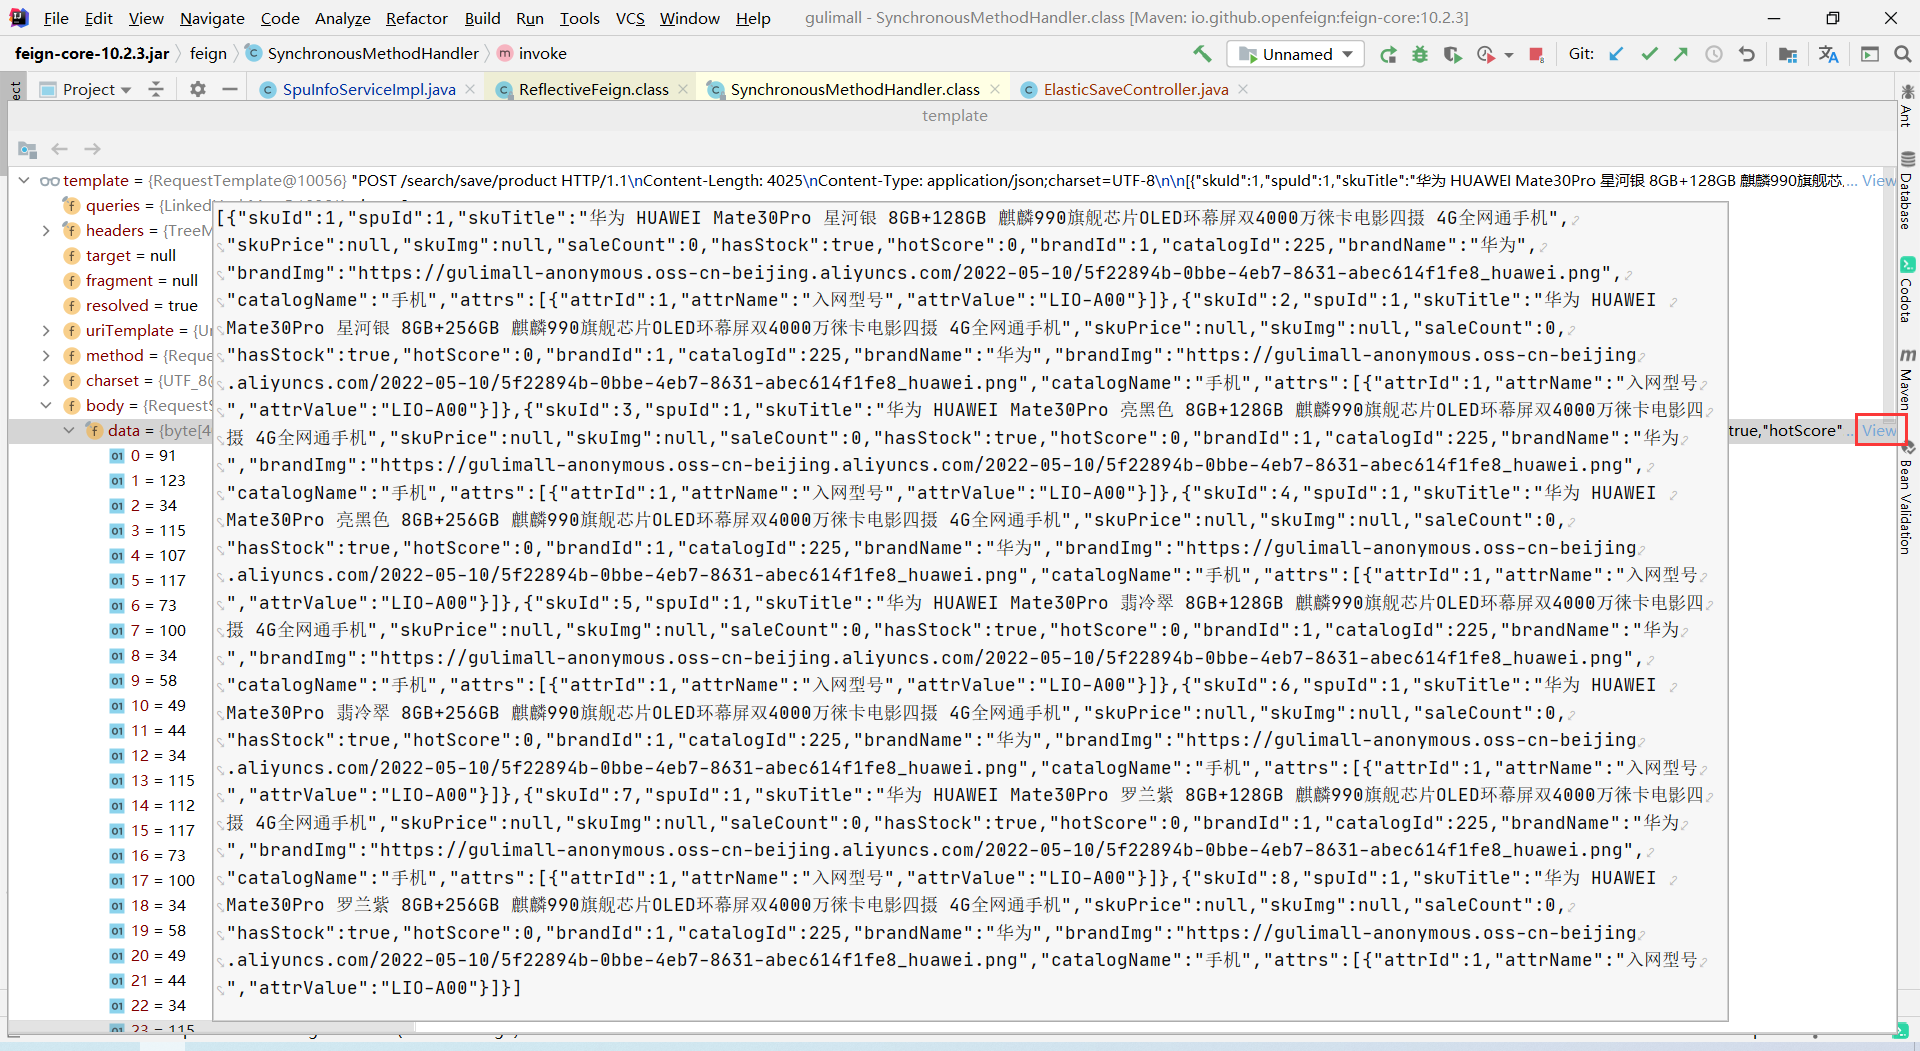 File Edit View Navigate Code Analyze Refactor Build Run Tools VCS Window Help gulimall - SynchronousMethodHandler.class [Maven: io.github.openfeign:feign-core:10.2.3]
feign-core-10.2.3.jar feign SynchronousMethodHandler invoke Unnamed Git:
Project SpuInfoServiceImpl.java ReflectiveFeign.class SynchronousMethodHandler.class ElasticSaveController.java
template
template = {RequestTemplate@10056} "POST /search/save/product HTTP/1.1\nContent-Length: 4025\nContent-Type: application/json;charset=UTF-8\n\n[{"skuId":1,"spuId":1,"skuTitle":"华为 HUAWEI Mate30Pro 星河银 8GB+128GB 麒麟990旗舰芯... View
queries = {Linked
headers = {TreeM
target = null
fragment = null
resolved = true
uriTemplate = {Ur
method = {Reque
charset = {UTF_8@
body = {RequestS
data = {byte[4
true,"hotScore" ... View
0 = 91
1 = 123
2 = 34
3 = 115
4 = 107
5 = 117
6 = 73
7 = 100
8 = 34
9 = 58
10 = 49
11 = 44
12 = 34
13 = 115
14 = 112
15 = 117
16 = 73
17 = 100
18 = 34
19 = 58
20 = 49
21 = 44
22 = 34
23 = 115
[{"skuId":1,"spuId":1,"skuTitle":"华为 HUAWEI Mate30Pro 星河银 8GB+128GB 麒麟990旗舰芯片OLED环幕屏双4000万徕卡电影四摄 4G全网通手机",
"skuPrice":null,"skuImg":null,"saleCount":0,"hasStock":true,"hotScore":0,"brandId":1,"catalogId":225,"brandName":"华为",
"brandImg":"https://gulimall-anonymous.oss-cn-beijing.aliyuncs.com/2022-05-10/5f22894b-0bbe-4eb7-8631-abec614f1fe8_huawei.png",
"catalogName":"手机","attrs":[{"attrId":1,"attrName":"入网型号","attrValue":"LIO-A00"}]},{"skuId":2,"spuId":1,"skuTitle":"华为 HUAWEI
Mate30Pro 星河银 8GB+256GB 麒麟990旗舰芯片OLED环幕屏双4000万徕卡电影四摄 4G全网通手机","skuPrice":null,"skuImg":null,"saleCount":0,
"hasStock":true,"hotScore":0,"brandId":1,"catalogId":225,"brandName":"华为","brandImg":"https://gulimall-anonymous.oss-cn-beijing
.aliyuncs.com/2022-05-10/5f22894b-0bbe-4eb7-8631-abec614f1fe8_huawei.png","catalogName":"手机","attrs":[{"attrId":1,"attrName":"入网型号
","attrValue":"LIO-A00"}]},{"skuId":3,"spuId":1,"skuTitle":"华为 HUAWEI Mate30Pro 亮黑色 8GB+128GB 麒麟990旗舰芯片OLED环幕屏双4000万徕卡电影四
摄 4G全网通手机","skuPrice":null,"skuImg":null,"saleCount":0,"hasStock":true,"hotScore":0,"brandId":1,"catalogId":225,"brandName":"华为
","brandImg":"https://gulimall-anonymous.oss-cn-beijing.aliyuncs.com/2022-05-10/5f22894b-0bbe-4eb7-8631-abec614f1fe8_huawei.png",
"catalogName":"手机","attrs":[{"attrId":1,"attrName":"入网型号","attrValue":"LIO-A00"}]},{"skuId":4,"spuId":1,"skuTitle":"华为 HUAWEI
Mate30Pro 亮黑色 8GB+256GB 麒麟990旗舰芯片OLED环幕屏双4000万徕卡电影四摄 4G全网通手机","skuPrice":null,"skuImg":null,"saleCount":0,
"hasStock":true,"hotScore":0,"brandId":1,"catalogId":225,"brandName":"华为","brandImg":"https://gulimall-anonymous.oss-cn-beijing
.aliyuncs.com/2022-05-10/5f22894b-0bbe-4eb7-8631-abec614f1fe8_huawei.png","catalogName":"手机","attrs":[{"attrId":1,"attrName":"入网型号
","attrValue":"LIO-A00"}]},{"skuId":5,"spuId":1,"skuTitle":"华为 HUAWEI Mate30Pro 翡冷翠 8GB+128GB 麒麟990旗舰芯片OLED环幕屏双4000万徕卡电影四
摄 4G全网通手机","skuPrice":null,"skuImg":null,"saleCount":0,"hasStock":true,"hotScore":0,"brandId":1,"catalogId":225,"brandName":"华为
","brandImg":"https://gulimall-anonymous.oss-cn-beijing.aliyuncs.com/2022-05-10/5f22894b-0bbe-4eb7-8631-abec614f1fe8_huawei.png",
"catalogName":"手机","attrs":[{"attrId":1,"attrName":"入网型号","attrValue":"LIO-A00"}]},{"skuId":6,"spuId":1,"skuTitle":"华为 HUAWEI
Mate30Pro 翡冷翠 8GB+256GB 麒麟990旗舰芯片OLED环幕屏双4000万徕卡电影四摄 4G全网通手机","skuPrice":null,"skuImg":null,"saleCount":0,
"hasStock":true,"hotScore":0,"brandId":1,"catalogId":225,"brandName":"华为","brandImg":"https://gulimall-anonymous.oss-cn-beijing
.aliyuncs.com/2022-05-10/5f22894b-0bbe-4eb7-8631-abec614f1fe8_huawei.png","catalogName":"手机","attrs":[{"attrId":1,"attrName":"入网型号
","attrValue":"LIO-A00"}]},{"skuId":7,"spuId":1,"skuTitle":"华为 HUAWEI Mate30Pro 罗兰紫 8GB+128GB 麒麟990旗舰芯片OLED环幕屏双4000万徕卡电影四
摄 4G全网通手机","skuPrice":null,"skuImg":null,"saleCount":0,"hasStock":true,"hotScore":0,"brandId":1,"catalogId":225,"brandName":"华为
","brandImg":"https://gulimall-anonymous.oss-cn-beijing.aliyuncs.com/2022-05-10/5f22894b-0bbe-4eb7-8631-abec614f1fe8_huawei.png",
"catalogName":"手机","attrs":[{"attrId":1,"attrName":"入网型号","attrValue":"LIO-A00"}]},{"skuId":8,"spuId":1,"skuTitle":"华为 HUAWEI
Mate30Pro 罗兰紫 8GB+256GB 麒麟990旗舰芯片OLED环幕屏双4000万徕卡电影四摄 4G全网通手机","skuPrice":null,"skuImg":null,"saleCount":0,
"hasStock":true,"hotScore":0,"brandId":1,"catalogId":225,"brandName":"华为","brandImg":"https://gulimall-anonymous.oss-cn-beijing
.aliyuncs.com/2022-05-10/5f22894b-0bbe-4eb7-8631-abec614f1fe8_huawei.png","catalogName":"手机","attrs":[{"attrId":1,"attrName":"入网型号
","attrValue":"LIO-A00"}]}]
Ant
Database
Codota
Maven
Bean Validation